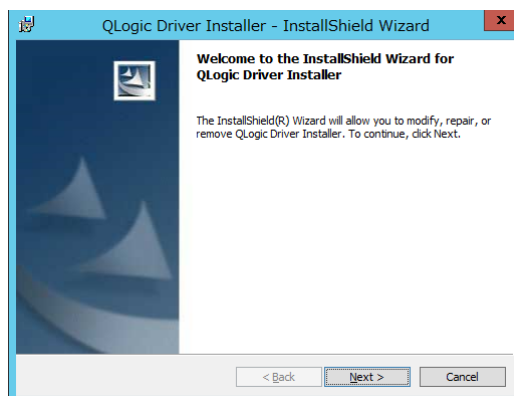 QLogic Driver Installer - InstallShield Wizard
x
Welcome to the InstallShield Wizard for
QLogic Driver Installer
The InstallShield(R) Wizard will allow you to modify, repair, or
remove QLogic Driver Installer. To continue, click Next.
< Back
Next >
Cancel